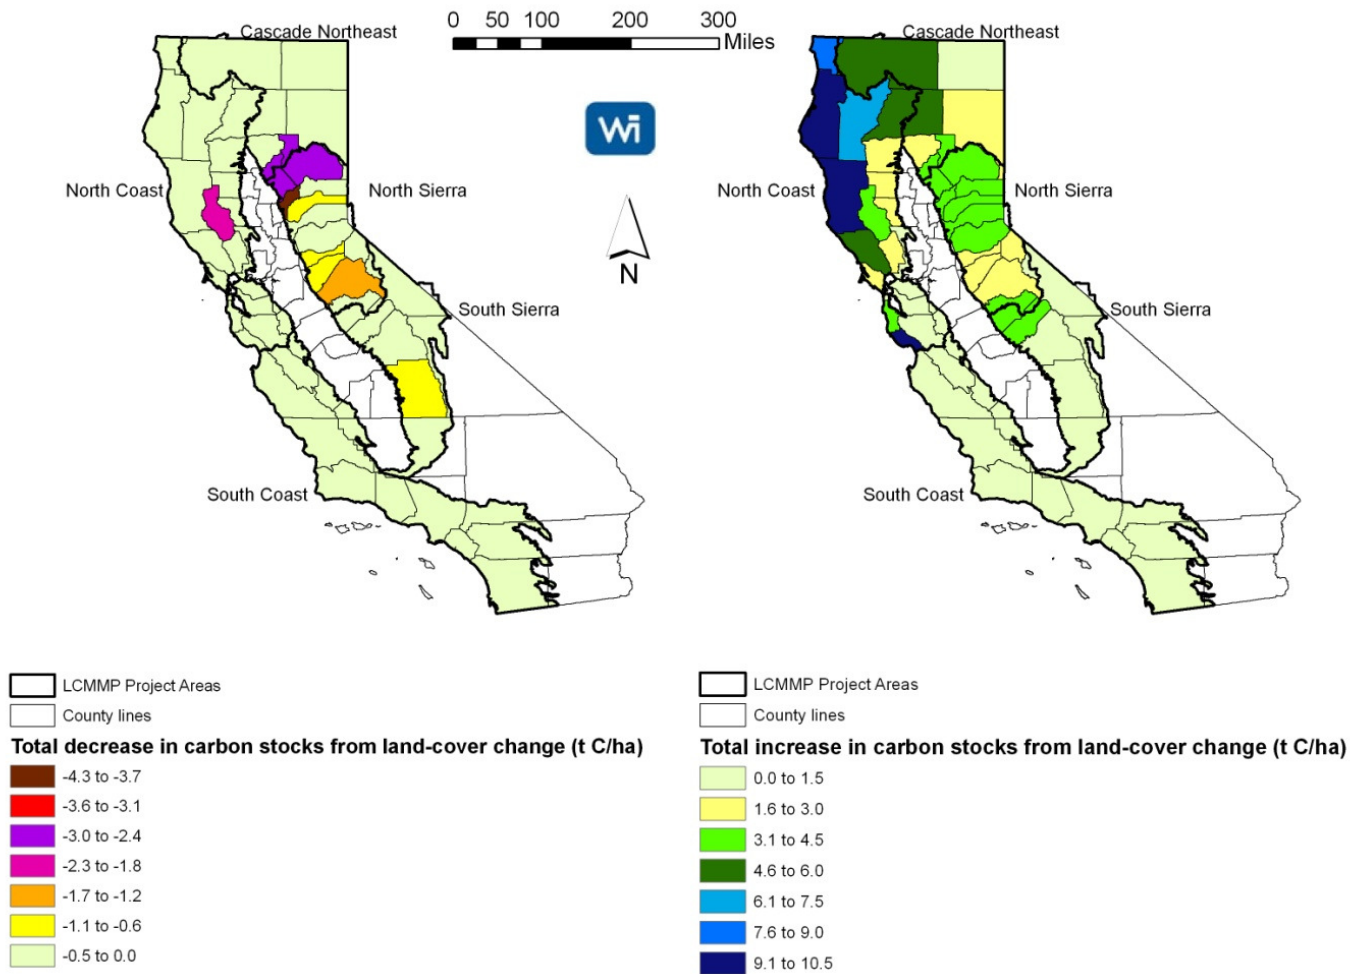 Cascade Northeast
0 50 100 200 300
Miles
Cascade Northeast
Wi
North Coast
North Sierra
North Coast
North Sierra
N
South Sierra
South Sierra
South Coast
South Coast
LCMMP Project Areas
County lines
Total decrease in carbon stocks from land-cover change (t C/ha)
-4.3 to -3.7
-3.6 to -3.1
-3.0 to -2.4
-2.3 to -1.8
-1.7 to -1.2
-1.1 to -0.6
-0.5 to 0.0
LCMMP Project Areas
County lines
Total increase in carbon stocks from land-cover change (t C/ha)
0.0 to 1.5
1.6 to 3.0
3.1 to 4.5
4.6 to 6.0
6.1 to 7.5
7.6 to 9.0
9.1 to 10.5